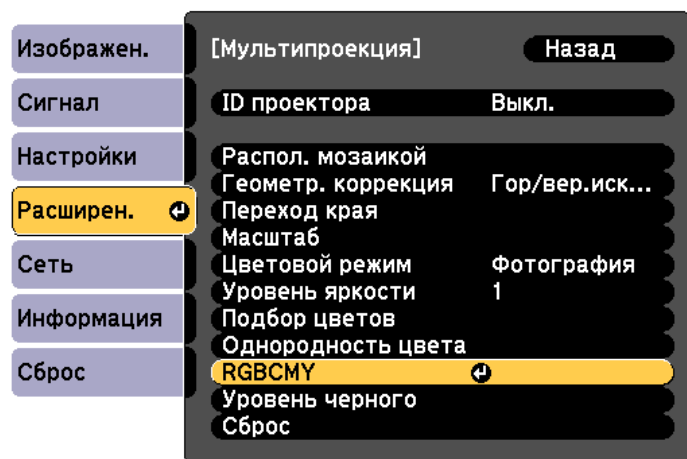 Изображен.
Сигнал
Настройки
Расширен.
Сеть
Информация
Сброс
[Мультипроекция] Назад
ID проектора Выкл.
Распол. мозаикой
Геометр. коррекция Гор/вер.иск...
Переход края
Масштаб
Цветовой режим Фотография
Уровень яркости 1
Подбор цветов
Однородность цвета
RGBCMY
Уровень черного
Сброс